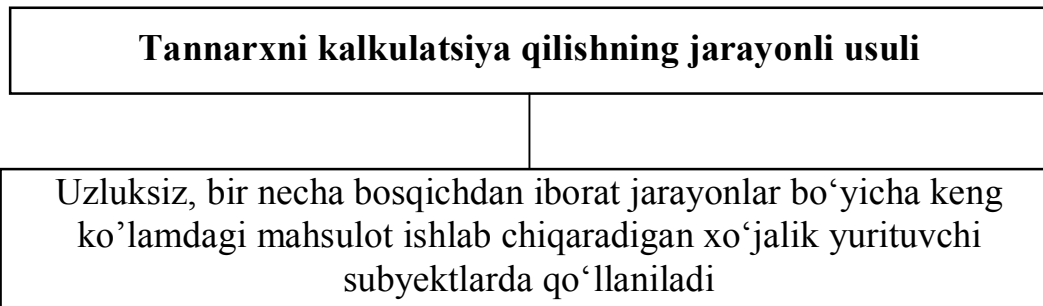 Tannarxni kalkulatsiya qilishning jarayonli usuli
Uzluksiz, bir necha bosqichdan iborat jarayonlar bo‘yicha keng
ko’lamdagi mahsulot ishlab chiqaradigan xo‘jalik yurituvchi
subyektlarda qo‘llaniladi